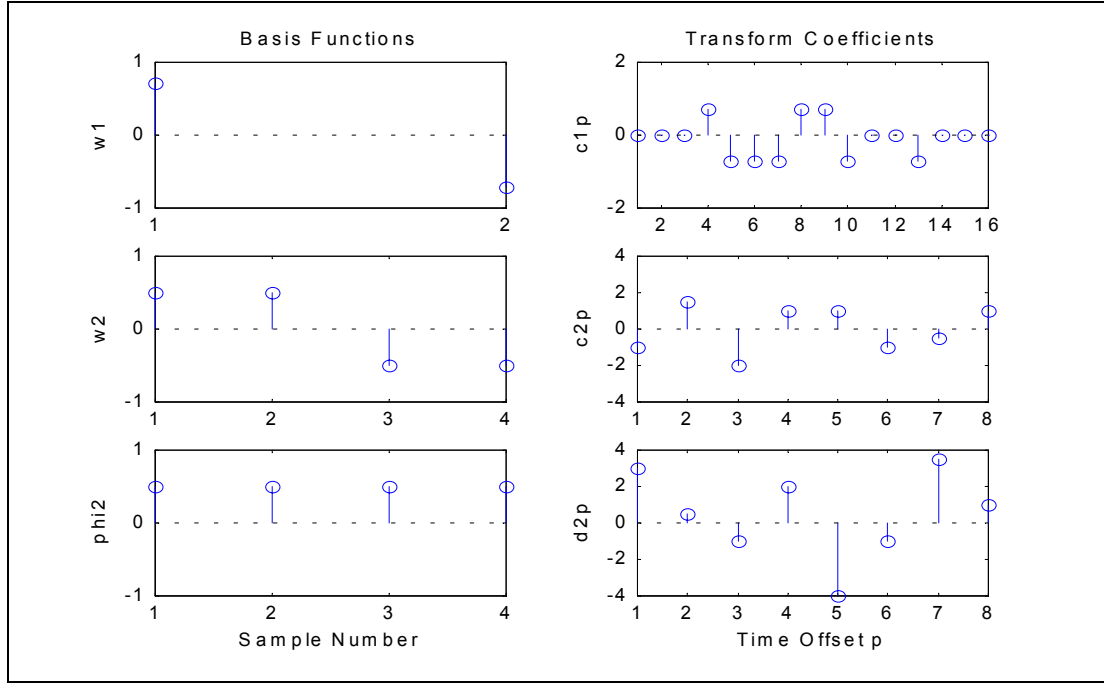 Basis Functions
Transform Coefficients
1
0
-1
w1
1 2
2
0
-2
c1p
2 4 6 8 10 12 14 16
1
0
-1
w2
1 2 3 4
4
2
0
-2
-4
c2p
1 2 3 4 5 6 7 8
1
0
-1
phi2
1 2 3 4
Sample Number
4
2
0
-2
-4
d2p
1 2 3 4 5 6 7 8
Time Offset p